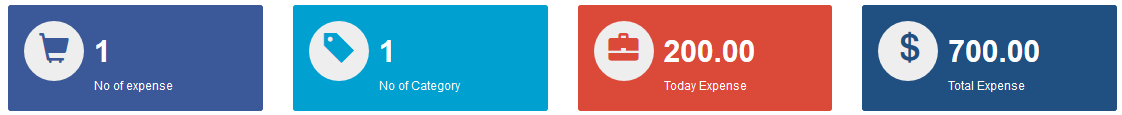 1
No of expense
1
No of Category
200.00
Today Expense
$
700.00
Total Expense